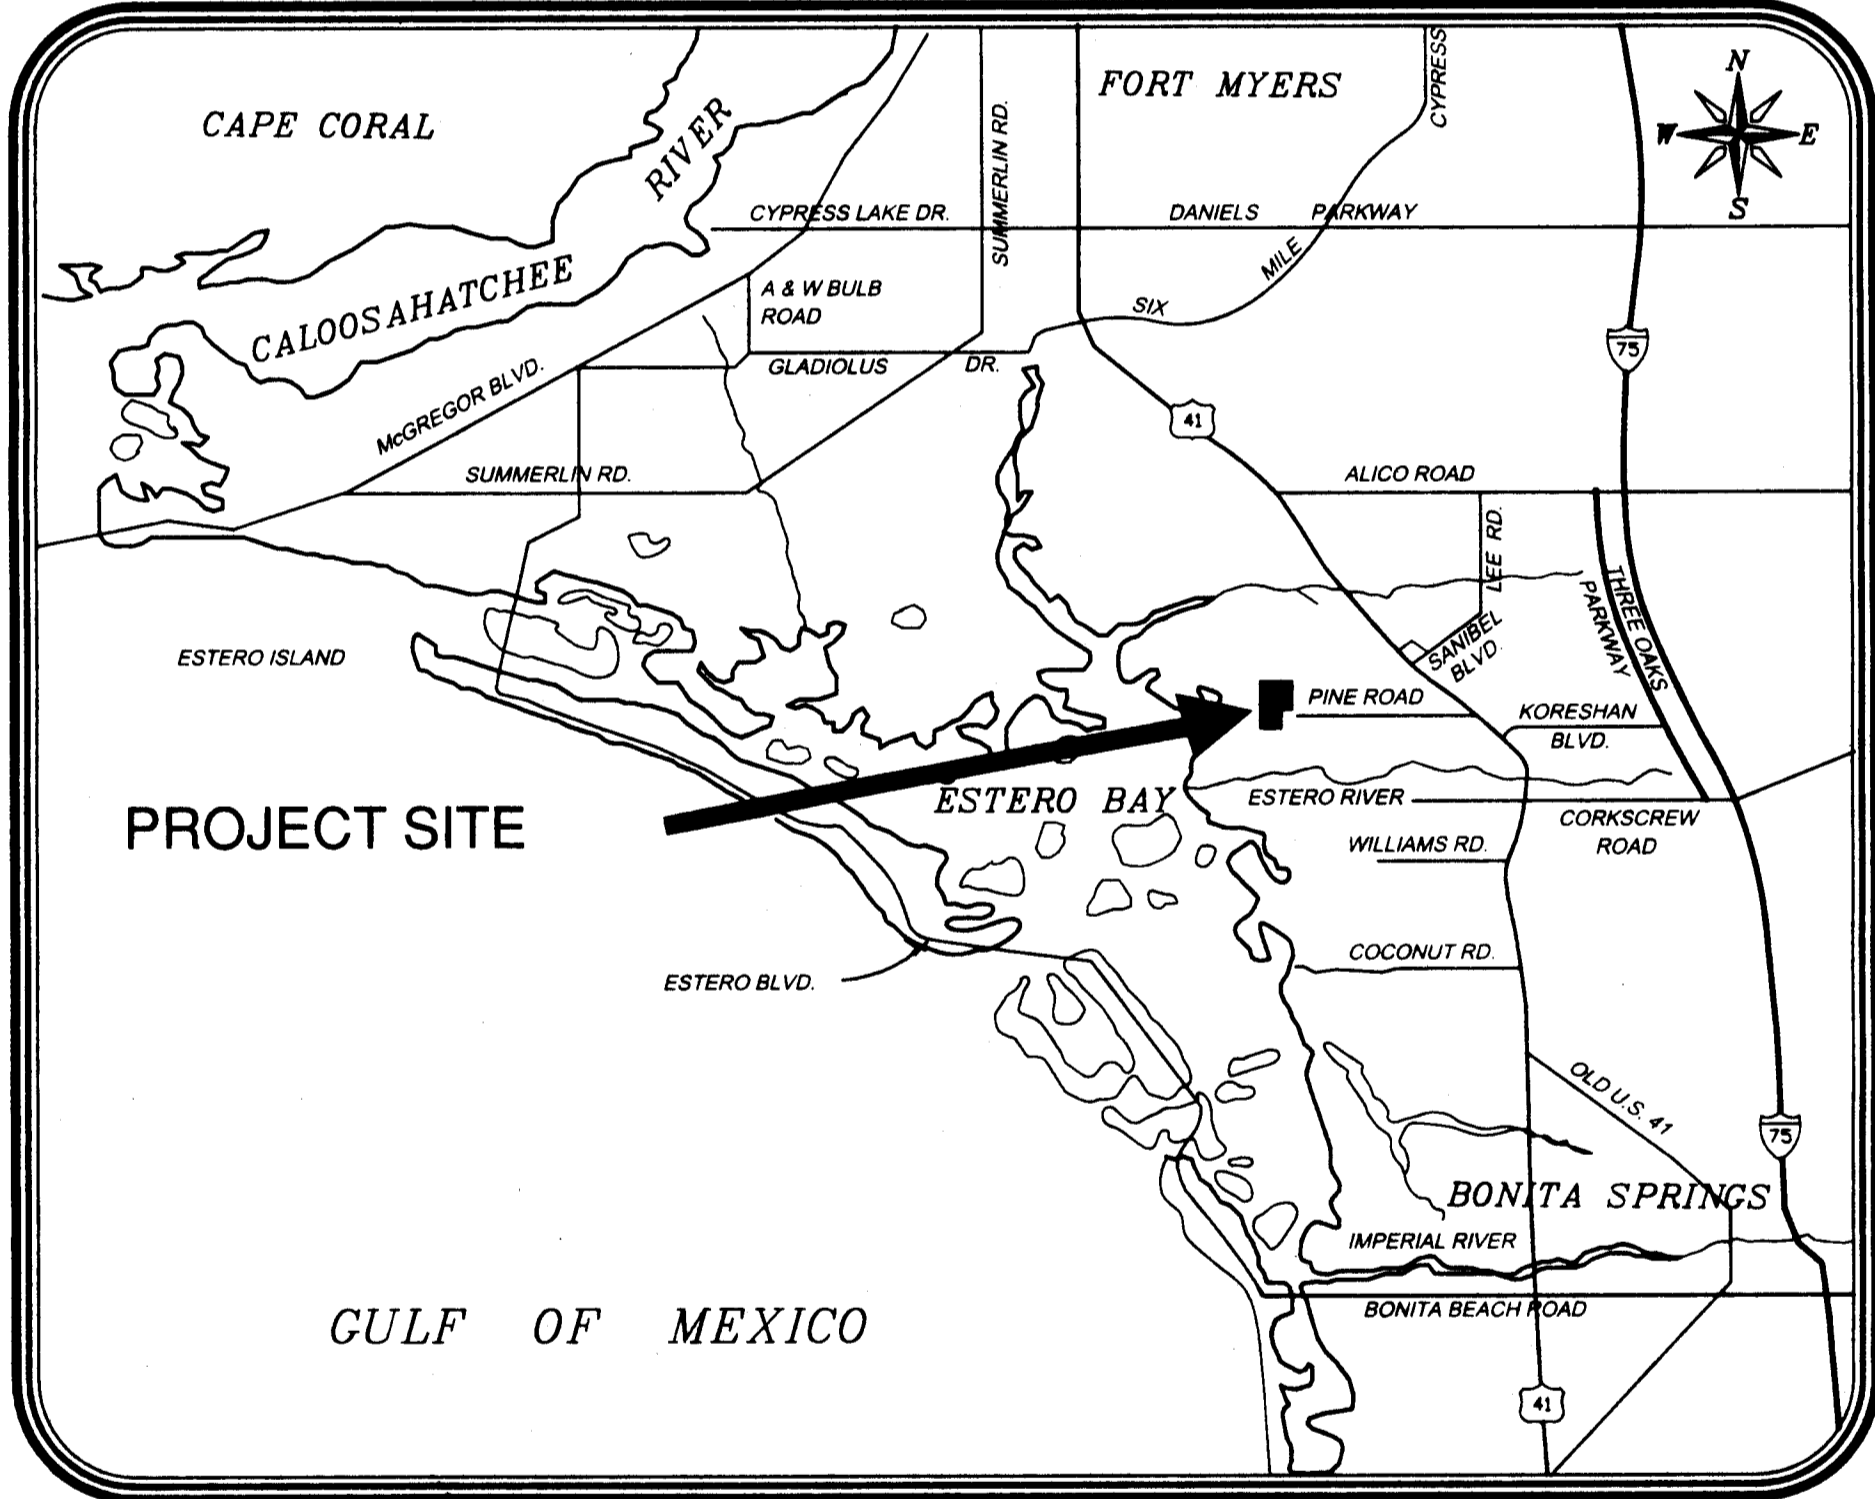 FORT MYERS
CYPRESS
N
W E
S
CAPE CORAL
RIVER
SUMMERLIN RD.
CYPRESS LAKE DR.
DANIELS PARKWAY
SIX MILE
CALOOSAHATCHEE
A & W BULB
ROAD
75
GLADIOLUS DR.
McGREGOR BLVD.
41
SUMMERLIN RD.
ALICO ROAD
LEE RD.
THREE OAKS
PARKWAY
SANIBEL
BLVD.
ESTERO ISLAND
PINE ROAD
KORESHAN
BLVD.
PROJECT SITE
ESTERO BAY
ESTERO RIVER
CORKSCREW
ROAD
WILLIAMS RD.
COCONUT RD.
ESTERO BLVD.
OLD U.S. 41
75
BONITA SPRINGS
IMPERIAL RIVER
BONITA BEACH ROAD
GULF OF MEXICO
41